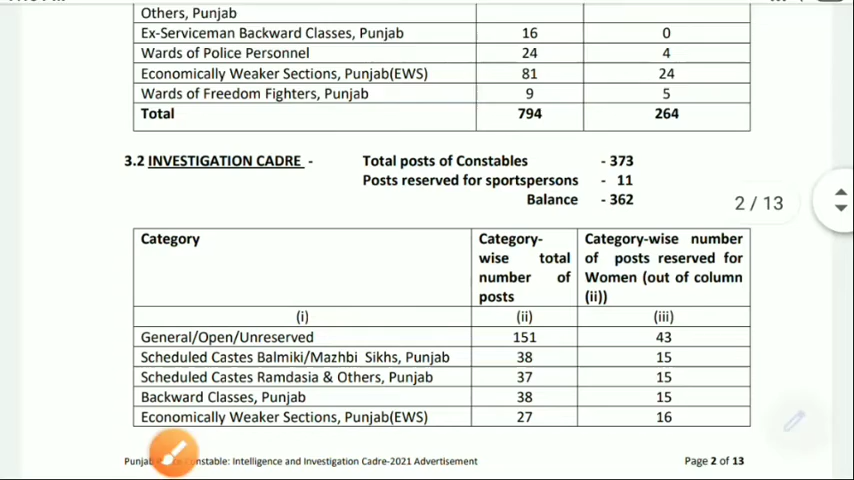 Others, Punjab
Ex-Serviceman Backward Classes, Punjab 16 0
Wards of Police Personnel 24 4
Economically Weaker Sections, Punjab(EWS) 81 24
Wards of Freedom Fighters, Punjab 9 5
Total 794 264
3.2 INVESTIGATION CADRE - Total posts of Constables - 373
Posts reserved for sportspersons - 11
Balance - 362
2 / 13
Category Category- Category-wise number
wise total of posts reserved for
number of Women (out of column
posts (ii))
(i) (ii) (iii)
General/Open/Unreserved 151 43
Scheduled Castes Balmiki/Mazhbi Sikhs, Punjab 38 15
Scheduled Castes Ramdasia & Others, Punjab 37 15
Backward Classes, Punjab 38 15
Economically Weaker Sections, Punjab(EWS) 27 16
Punjab Constable: Intelligence and Investigation Cadre-2021 Advertisement Page 2 of 13